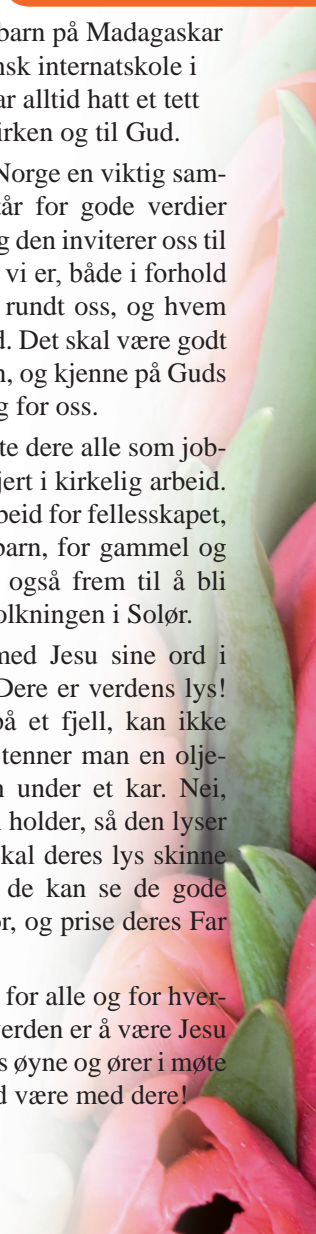 barn på Madagaskar
nsk internatskole i
ar alltid hatt et tett
irken og til Gud.
Norge en viktig sam-
tår for gode verdier
g den inviterer oss til
vi er, både i forhold
rundt oss, og hvem
d. Det skal være godt
n, og kjenne på Guds
g for oss.
te dere alle som job-
jert i kirkelig arbeid.
beid for fellesskapet,
barn, for gammel og
også frem til å bli
olkningen i Solør.
med Jesu sine ord i
Dere er verdens lys!
på et fjell, kan ikke
tenner man en olje-
n under et kar. Nei,
n holder, så den lyser
skal deres lys skinne
de kan se de gode
ør, og prise deres Far
for alle og for hver-
verden er å være Jesu
s øyne og ører i møte
d være med dere!